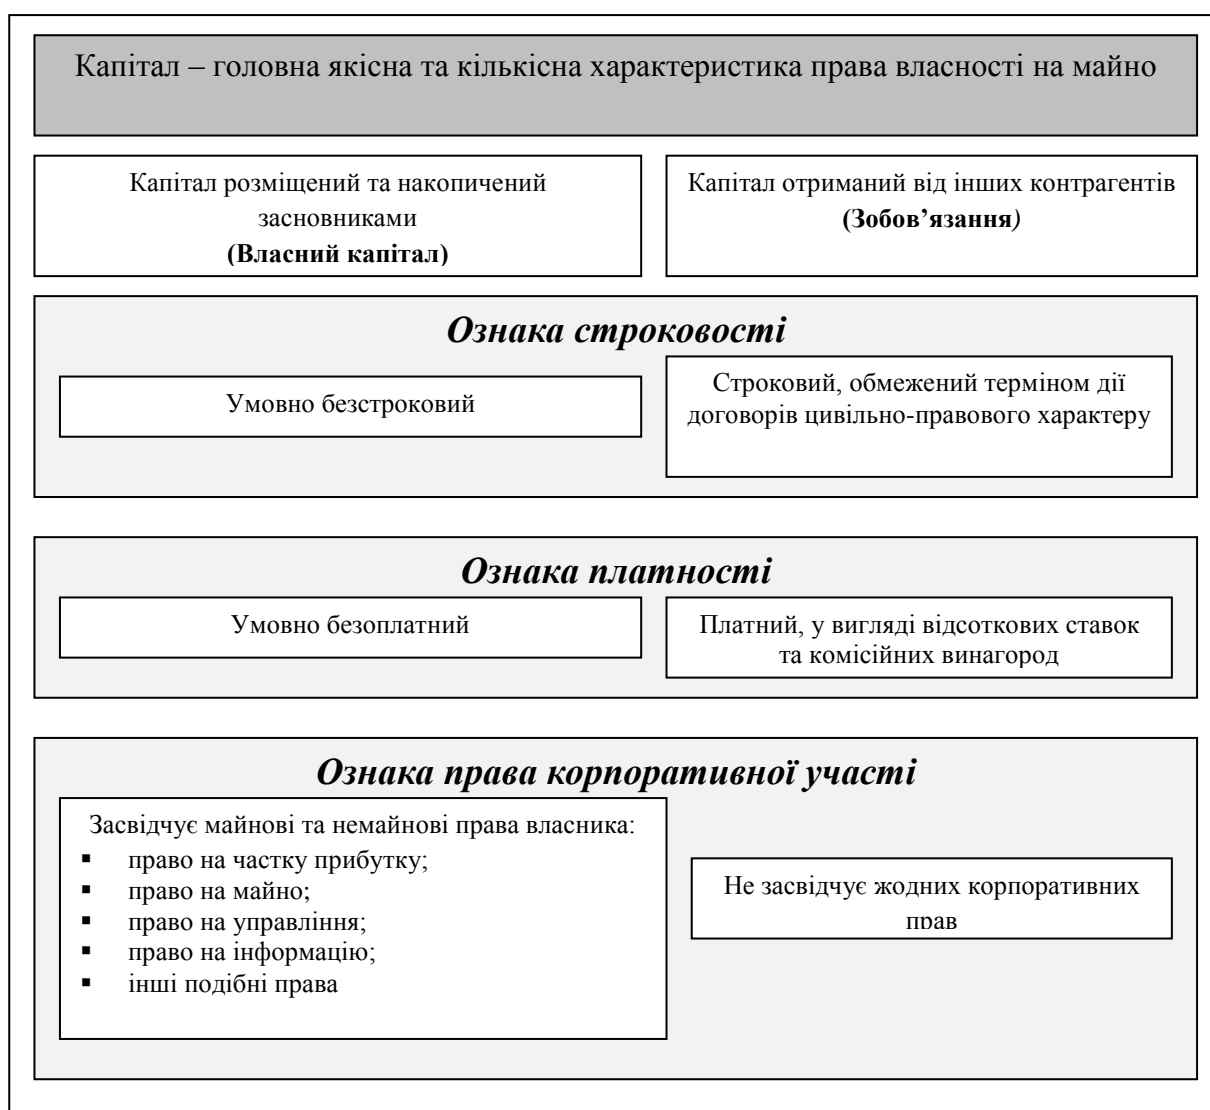 Капітал – головна якісна та кількісна характеристика права власності на майно
Капітал розміщений та накопичений
засновниками
(Власний капітал)
Капітал отриманий від інших контрагентів
(Зобов’язання)
Ознака строковості
Умовно безстроковий
Строковий, обмежений терміном дії
договорів цивільно-правового характеру
Ознака платності
Умовно безоплатний
Платний, у вигляді відсоткових ставок
та комісійних винагород
Ознака права корпоративної участі
Засвідчує майнові та немайнові права власника:
▪ право на частку прибутку;
▪ право на майно;
▪ право на управління;
▪ право на інформацію;
▪ інші подібні права
Не засвідчує жодних корпоративних
прав